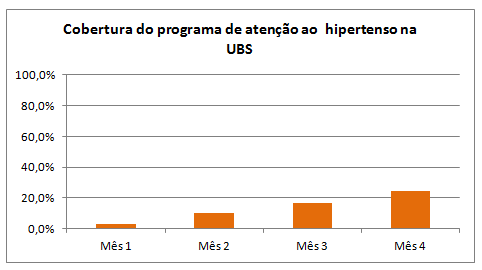 Cobertura do programa de atenção ao hipertenso na
UBS
100,0%
80,0%
60,0%
40,0%
20,0%
0,0%
Mês 1 Mês 2 Mês 3 Mês 4